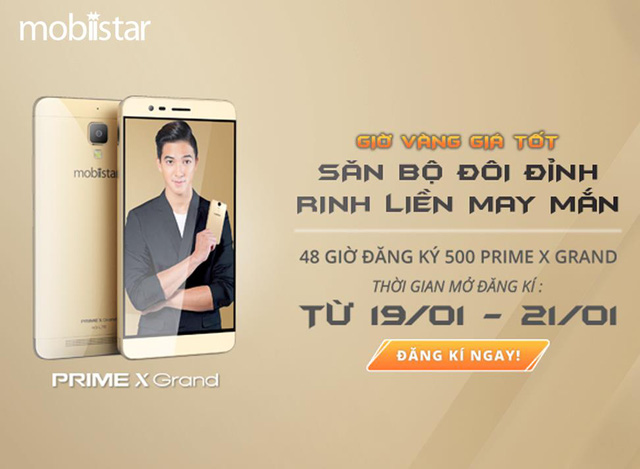 mobiistar
mobiistar
GIỜ VÀNG GIÁ TỐT
SĂN BỘ ĐÔI ĐỈNH
RINH LIỀN MAY MẮN
48 GIỜ ĐĂNG KÝ 500 PRIME X GRAND
THỜI GIAN MỞ ĐĂNG KÍ :
TỪ 19/01 - 21/01
ĐĂNG KÍ NGAY!
PRIME X Grand
PRIME X Grand